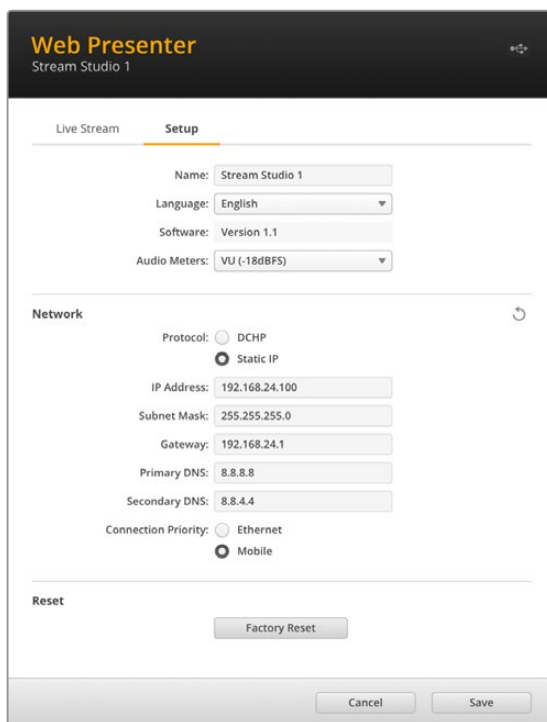 Web Presenter
Stream Studio 1
Live Stream Setup
Name: Stream Studio 1
Language: English
Software: Version 1.1
Audio Meters: VU (-18dBFS)
Network
Protocol: DCHP
Static IP
IP Address: 192.168.24.100
Subnet Mask: 255.255.255.0
Gateway: 192.168.24.1
Primary DNS: 8.8.8.8
Secondary DNS: 8.8.4.4
Connection Priority: Ethernet
Mobile
Reset
Factory Reset
Cancel Save